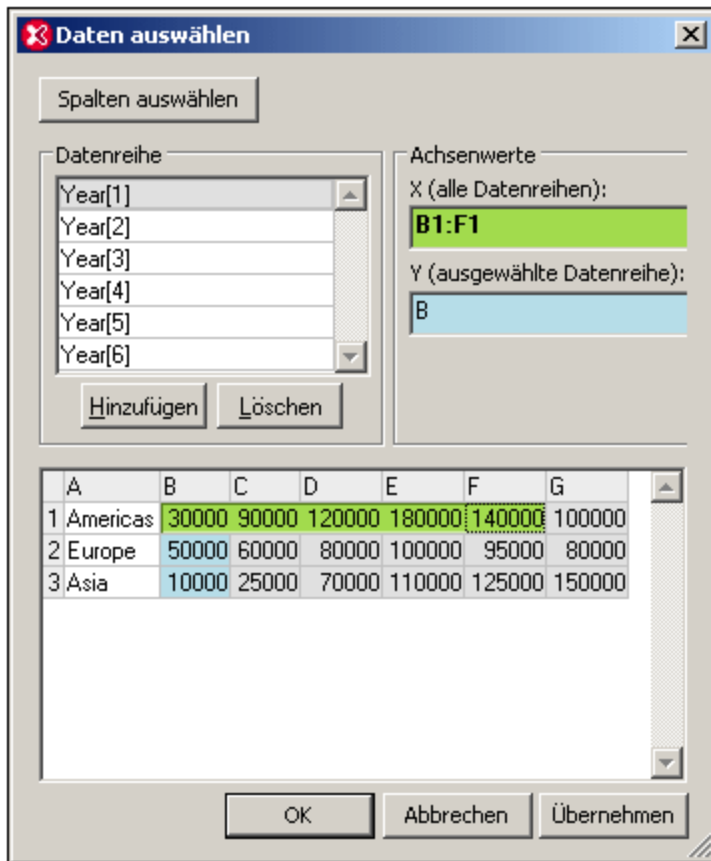 Daten auswählen
Spalten auswählen
Datenreihe
Year[1]
Year[2]
Year[3]
Year[4]
Year[5]
Year[6]
Hinzufügen Löschen
Achsenwerte
X (alle Datenreihen):
B1:F1
Y (ausgewählte Datenreihe):
B
A B C D E F G
1 Americas 30000 90000 120000 180000 140000 100000
2 Europe 50000 60000 80000 100000 95000 80000
3 Asia 10000 25000 70000 110000 125000 150000
OK Abbrechen Übernehmen